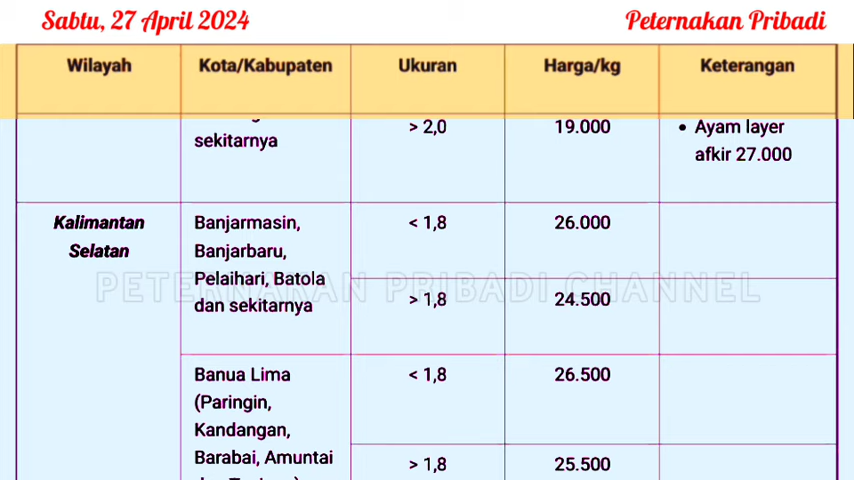 Sabtu, 27 April 2024
Peternakan Pribadi
Wilayah
Kota/Kabupaten
Ukuran
Harga/kg
Keterangan
sekitarnya
> 2,0
19.000
• Ayam layer
afkir 27.000
Kalimantan
Selatan
Banjarmasin,
Banjarbaru,
Pelaihari, Batola
dan sekitarnya
< 1,8
26.000
> 1,8
24.500
Banua Lima
(Paringin,
Kandangan,
Barabai, Amuntai
< 1,8
26.500
> 1,8
25.500
PETERNAKAN PRIBADI CHANNEL